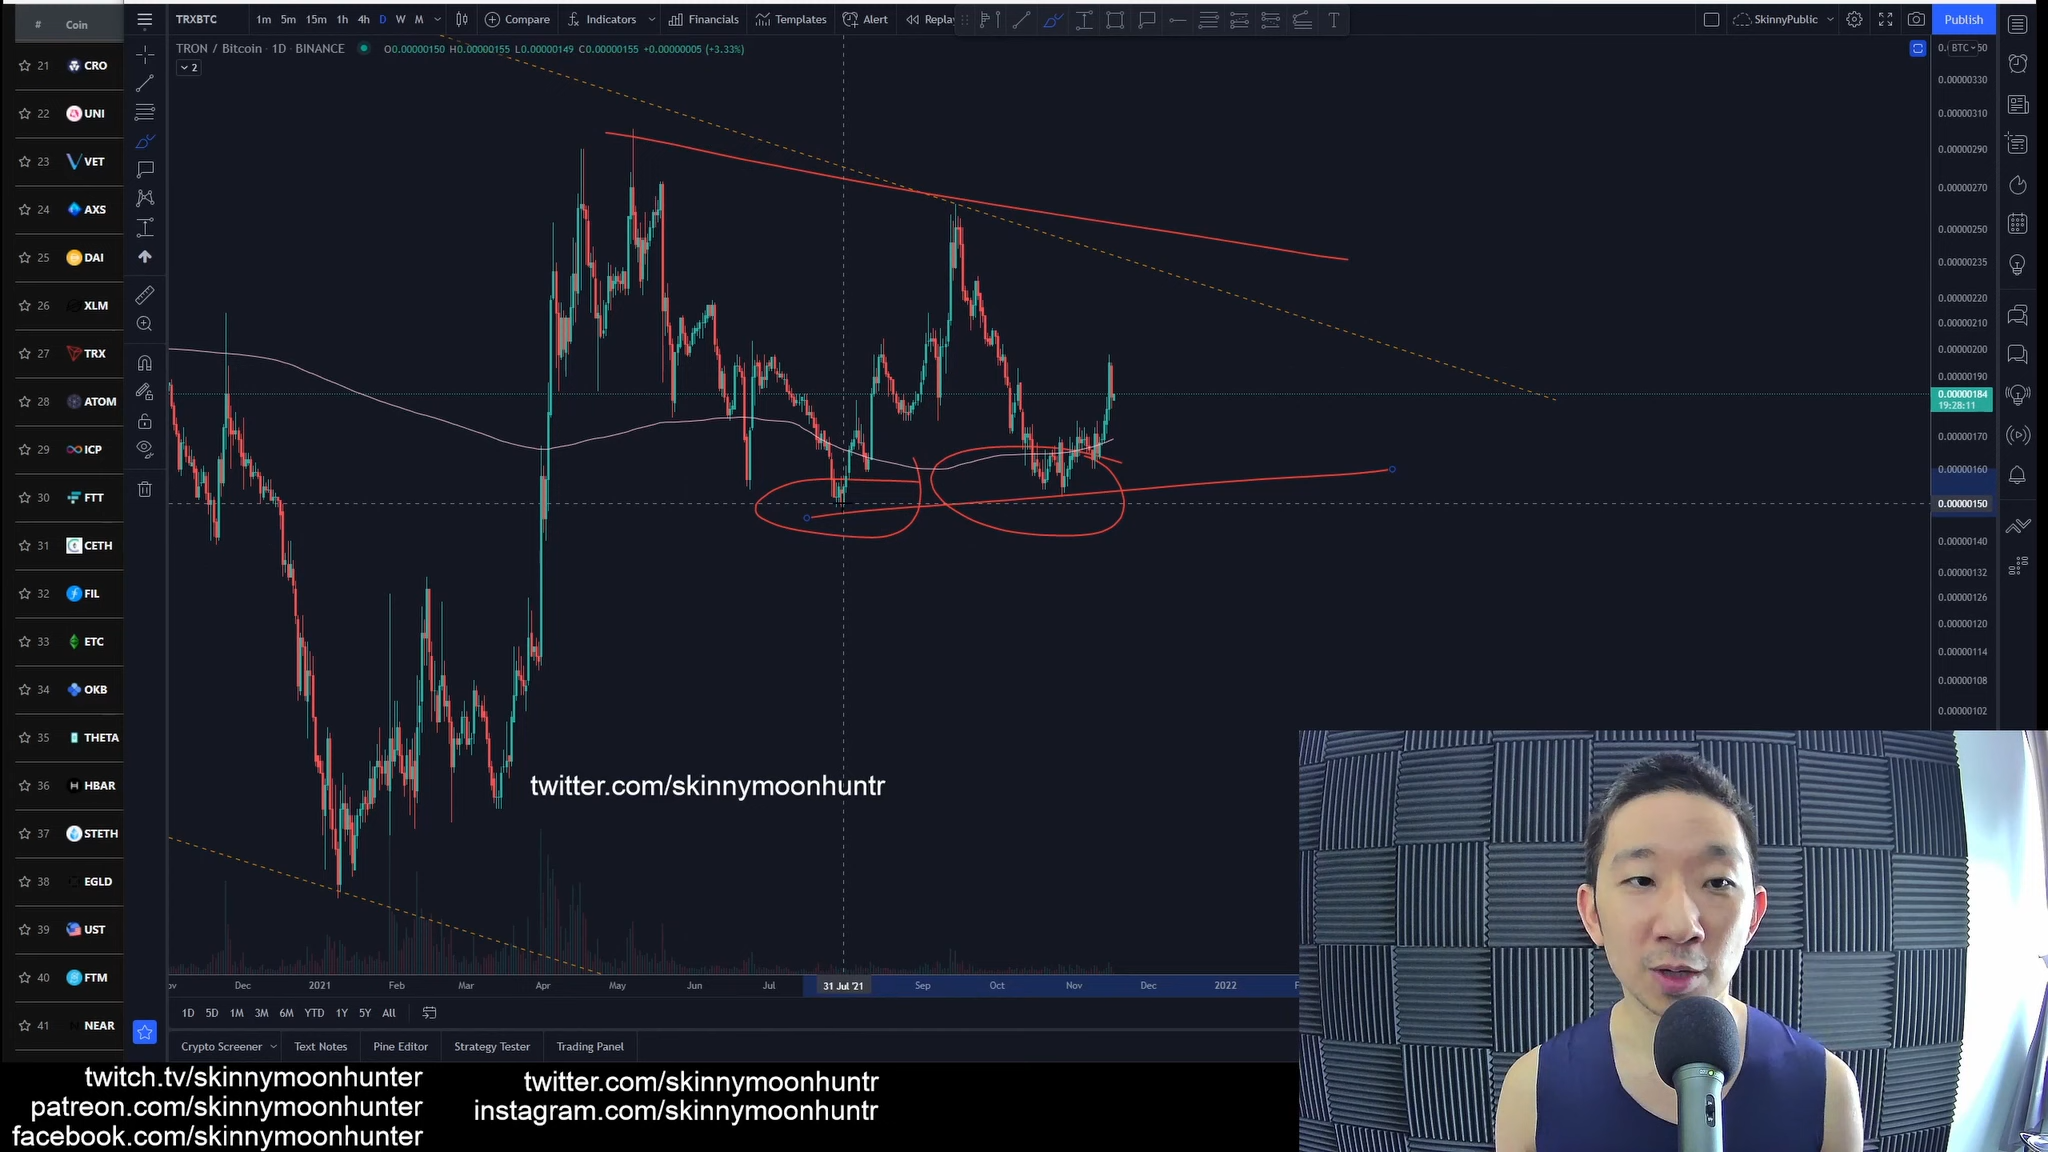 # Coin
21 CRO
22 UNI
23 VET
24 AXS
25 DAI
26 XLM
27 TRX
28 ATOM
29 ICP
30 FTT
31 CETH
32 FIL
33 ETC
34 OKB
35 THETA
36 HBAR
37 STETH
38 EGLD
39 UST
40 FTM
41 NEAR
TRXBTC 1m 5m 15m 1h 4h D W M Compare Indicators Financials Templates Alert Replay T SkinnyPublic Publish
TRON / Bitcoin · 1D · BINANCE O0.00000150 H0.00000155 L0.00000149 C0.00000155 +0.00000005 (+3.33%)
2
BTC
0.00000330
0.00000310
0.00000290
0.00000270
0.00000250
0.00000235
0.00000220
0.00000210
0.00000200
0.00000190
0.00000184
19:28:11
0.00000170
0.00000160
0.00000150
0.00000140
0.00000132
0.00000126
0.00000120
0.00000114
0.00000108
0.00000102
twitter.com/skinnymoonhuntr
Dec 2021 Feb Mar Apr May Jun Jul 31 Jul '21 Sep Oct Nov Dec 2022
1D 5D 1M 3M 6M YTD 1Y 5Y All
Crypto Screener Text Notes Pine Editor Strategy Tester Trading Panel
twitch.tv/skinnymoonhunter
patreon.com/skinnymoonhunter
facebook.com/skinnymoonhunter
twitter.com/skinnymoonhuntr
instagram.com/skinnymoonhuntr